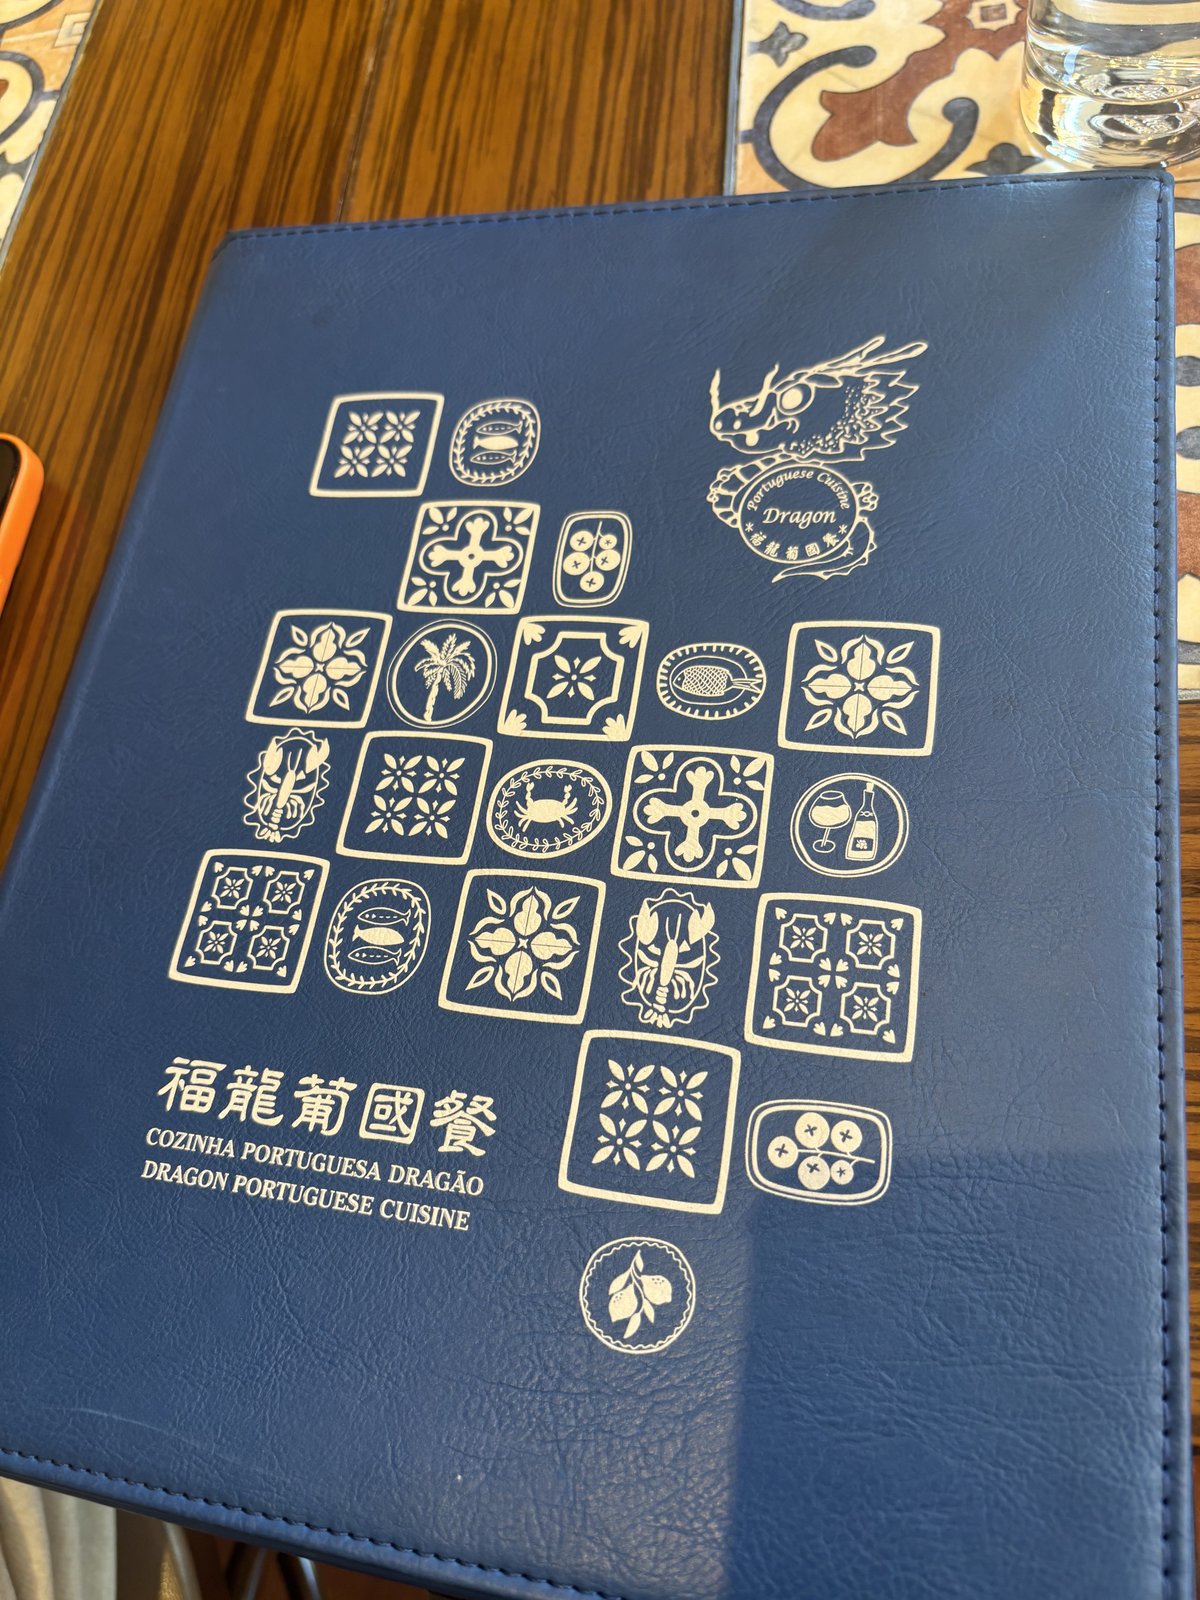 Portuguese Cuisine
Dragon
*福龍葡國餐*
福龍葡國餐
COZINHA PORTUGUESA DRAGÃO
DRAGON PORTUGUESE CUISINE